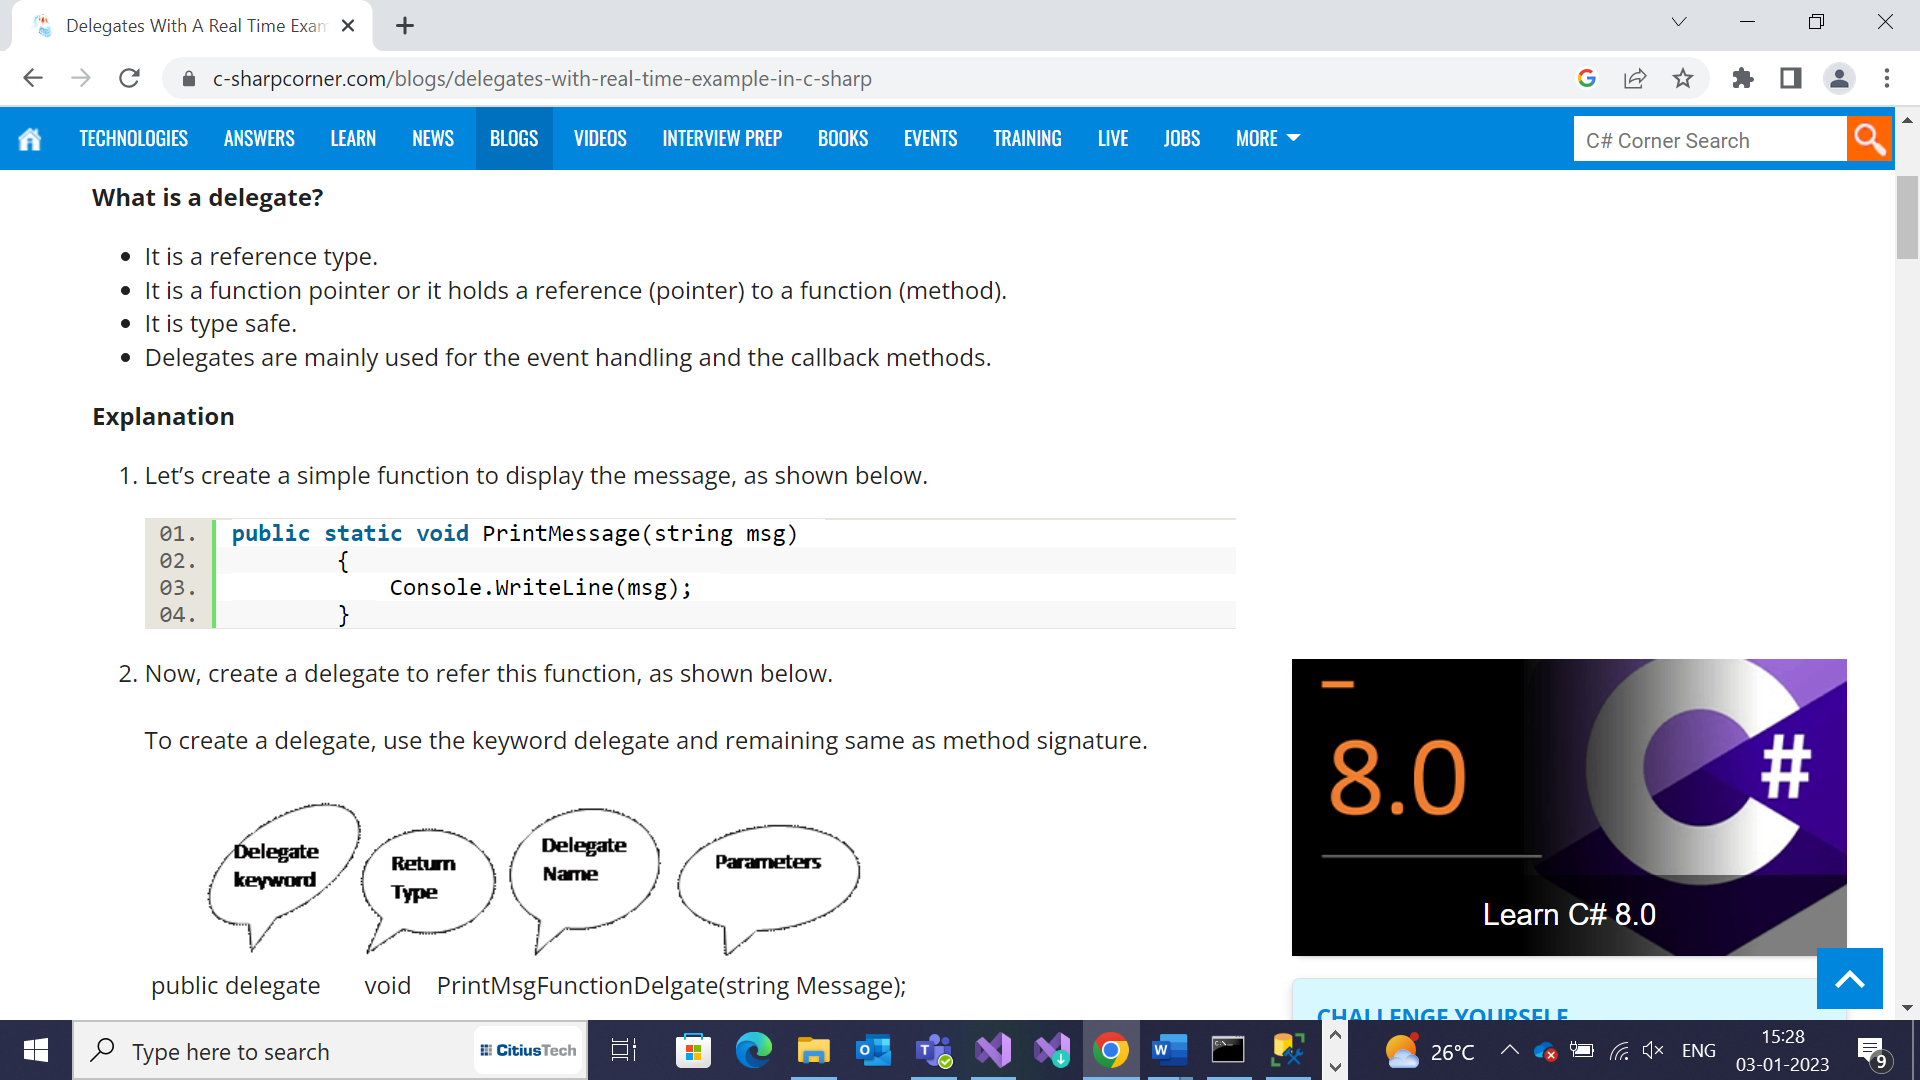 Delegates With A Real Time Exam
c-sharpcorner.com/blogs/delegates-with-real-time-example-in-c-sharp
TECHNOLOGIES ANSWERS LEARN NEWS BLOGS VIDEOS INTERVIEW PREP BOOKS EVENTS TRAINING LIVE JOBS MORE
C# Corner Search
What is a delegate?
It is a reference type.
It is a function pointer or it holds a reference (pointer) to a function (method).
It is type safe.
Delegates are mainly used for the event handling and the callback methods.
Explanation
1. Let’s create a simple function to display the message, as shown below.
01. public static void PrintMessage(string msg)
02. {
03. Console.WriteLine(msg);
04. }
2. Now, create a delegate to refer this function, as shown below.
To create a delegate, use the keyword delegate and remaining same as method signature.
Delegate
keyword
Return
Type
Delegate
Name
Parameters
public delegate void PrintMsgFunctionDelgate(string Message);
8.0
#
Learn C# 8.0
CHALLENGE YOURSELF
Type here to search
CitiusTech
26°C
ENG
15:28
03-01-2023
9